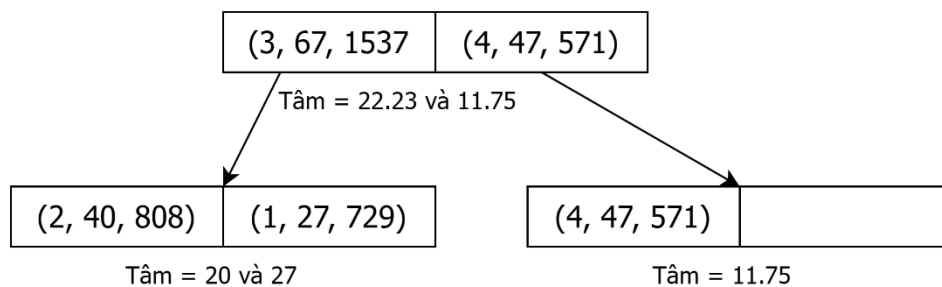 (3, 67, 1537 (4, 47, 571)
Tâm = 22.23 và 11.75
(2, 40, 808) (1, 27, 729) (4, 47, 571)
Tâm = 20 và 27 Tâm = 11.75